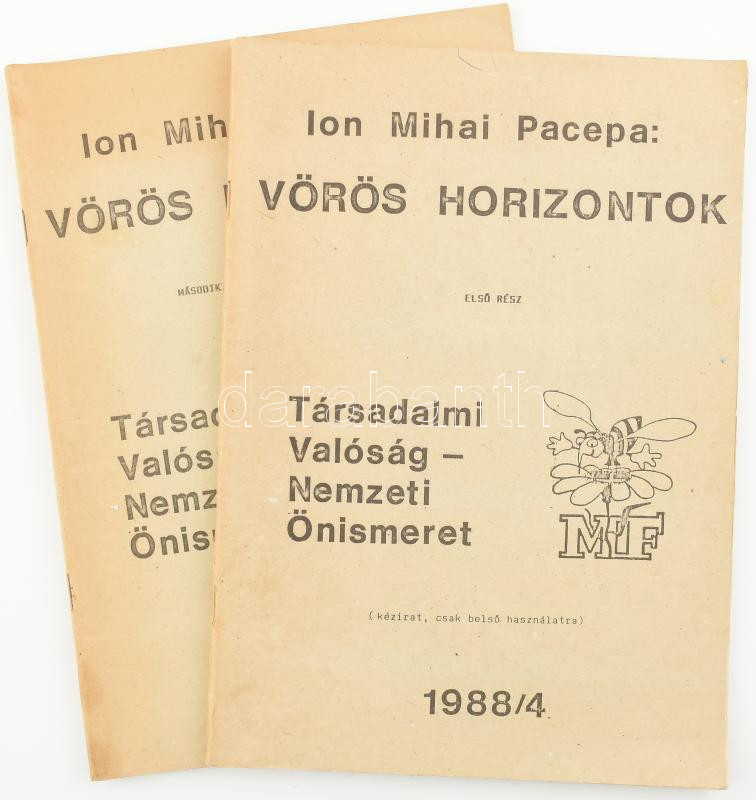 Ion Mihai Pacepa:
VÖRÖS HORIZONTOK
ELSŐ RÉSZ
Társadalmi
Valóság –
Nemzeti
Önismeret
MF
(kézirat, csak belső használatra)
1988/4
Ion Mih
VÖRÖS
MÁSODIK
Társad
Valós
Nemz
Önis
darabanth